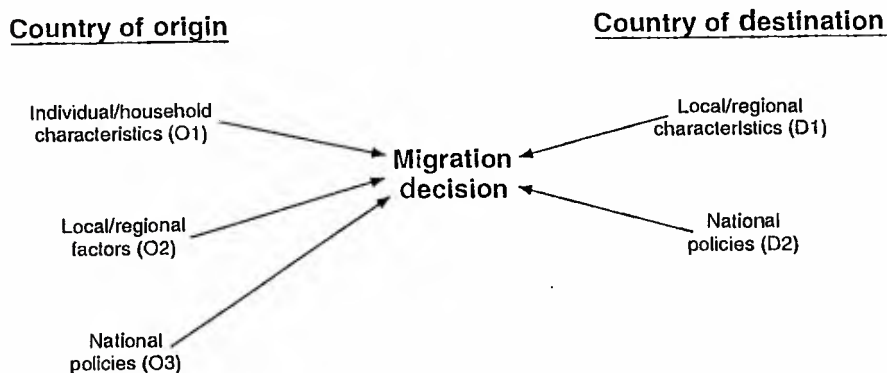 Country of origin
Country of destination
Individual/household
characteristics (O1)
Local/regional
characteristics (D1)
Migration
decision
Local/regional
factors (O2)
National
policies (D2)
National
policies (O3)